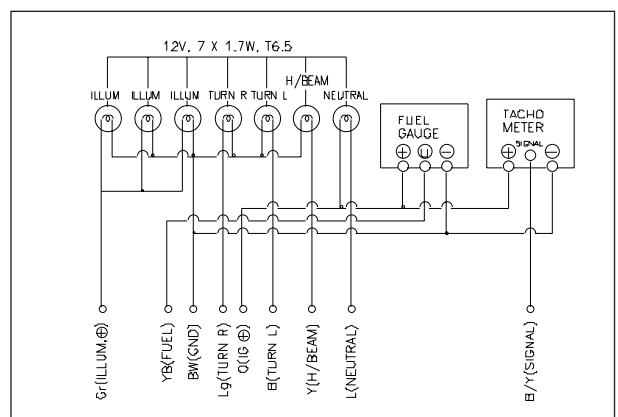 12V, 7 X 1.7W, T6.5
H/BEAM
ILLUM ILLUM ILLUM TURN R TURN L NEUTRAL
FUEL
GAUGE
+ U −
TACHO
METER
SIGNAL
+ −
Gr(ILLUM,⊕)
YB(FUEL)
BW(GND)
Lg(TURN R)
O(IG ⊕)
B(TURN L)
Y(H/BEAM)
L(NEUTRAL)
B/Y(SIGNAL)